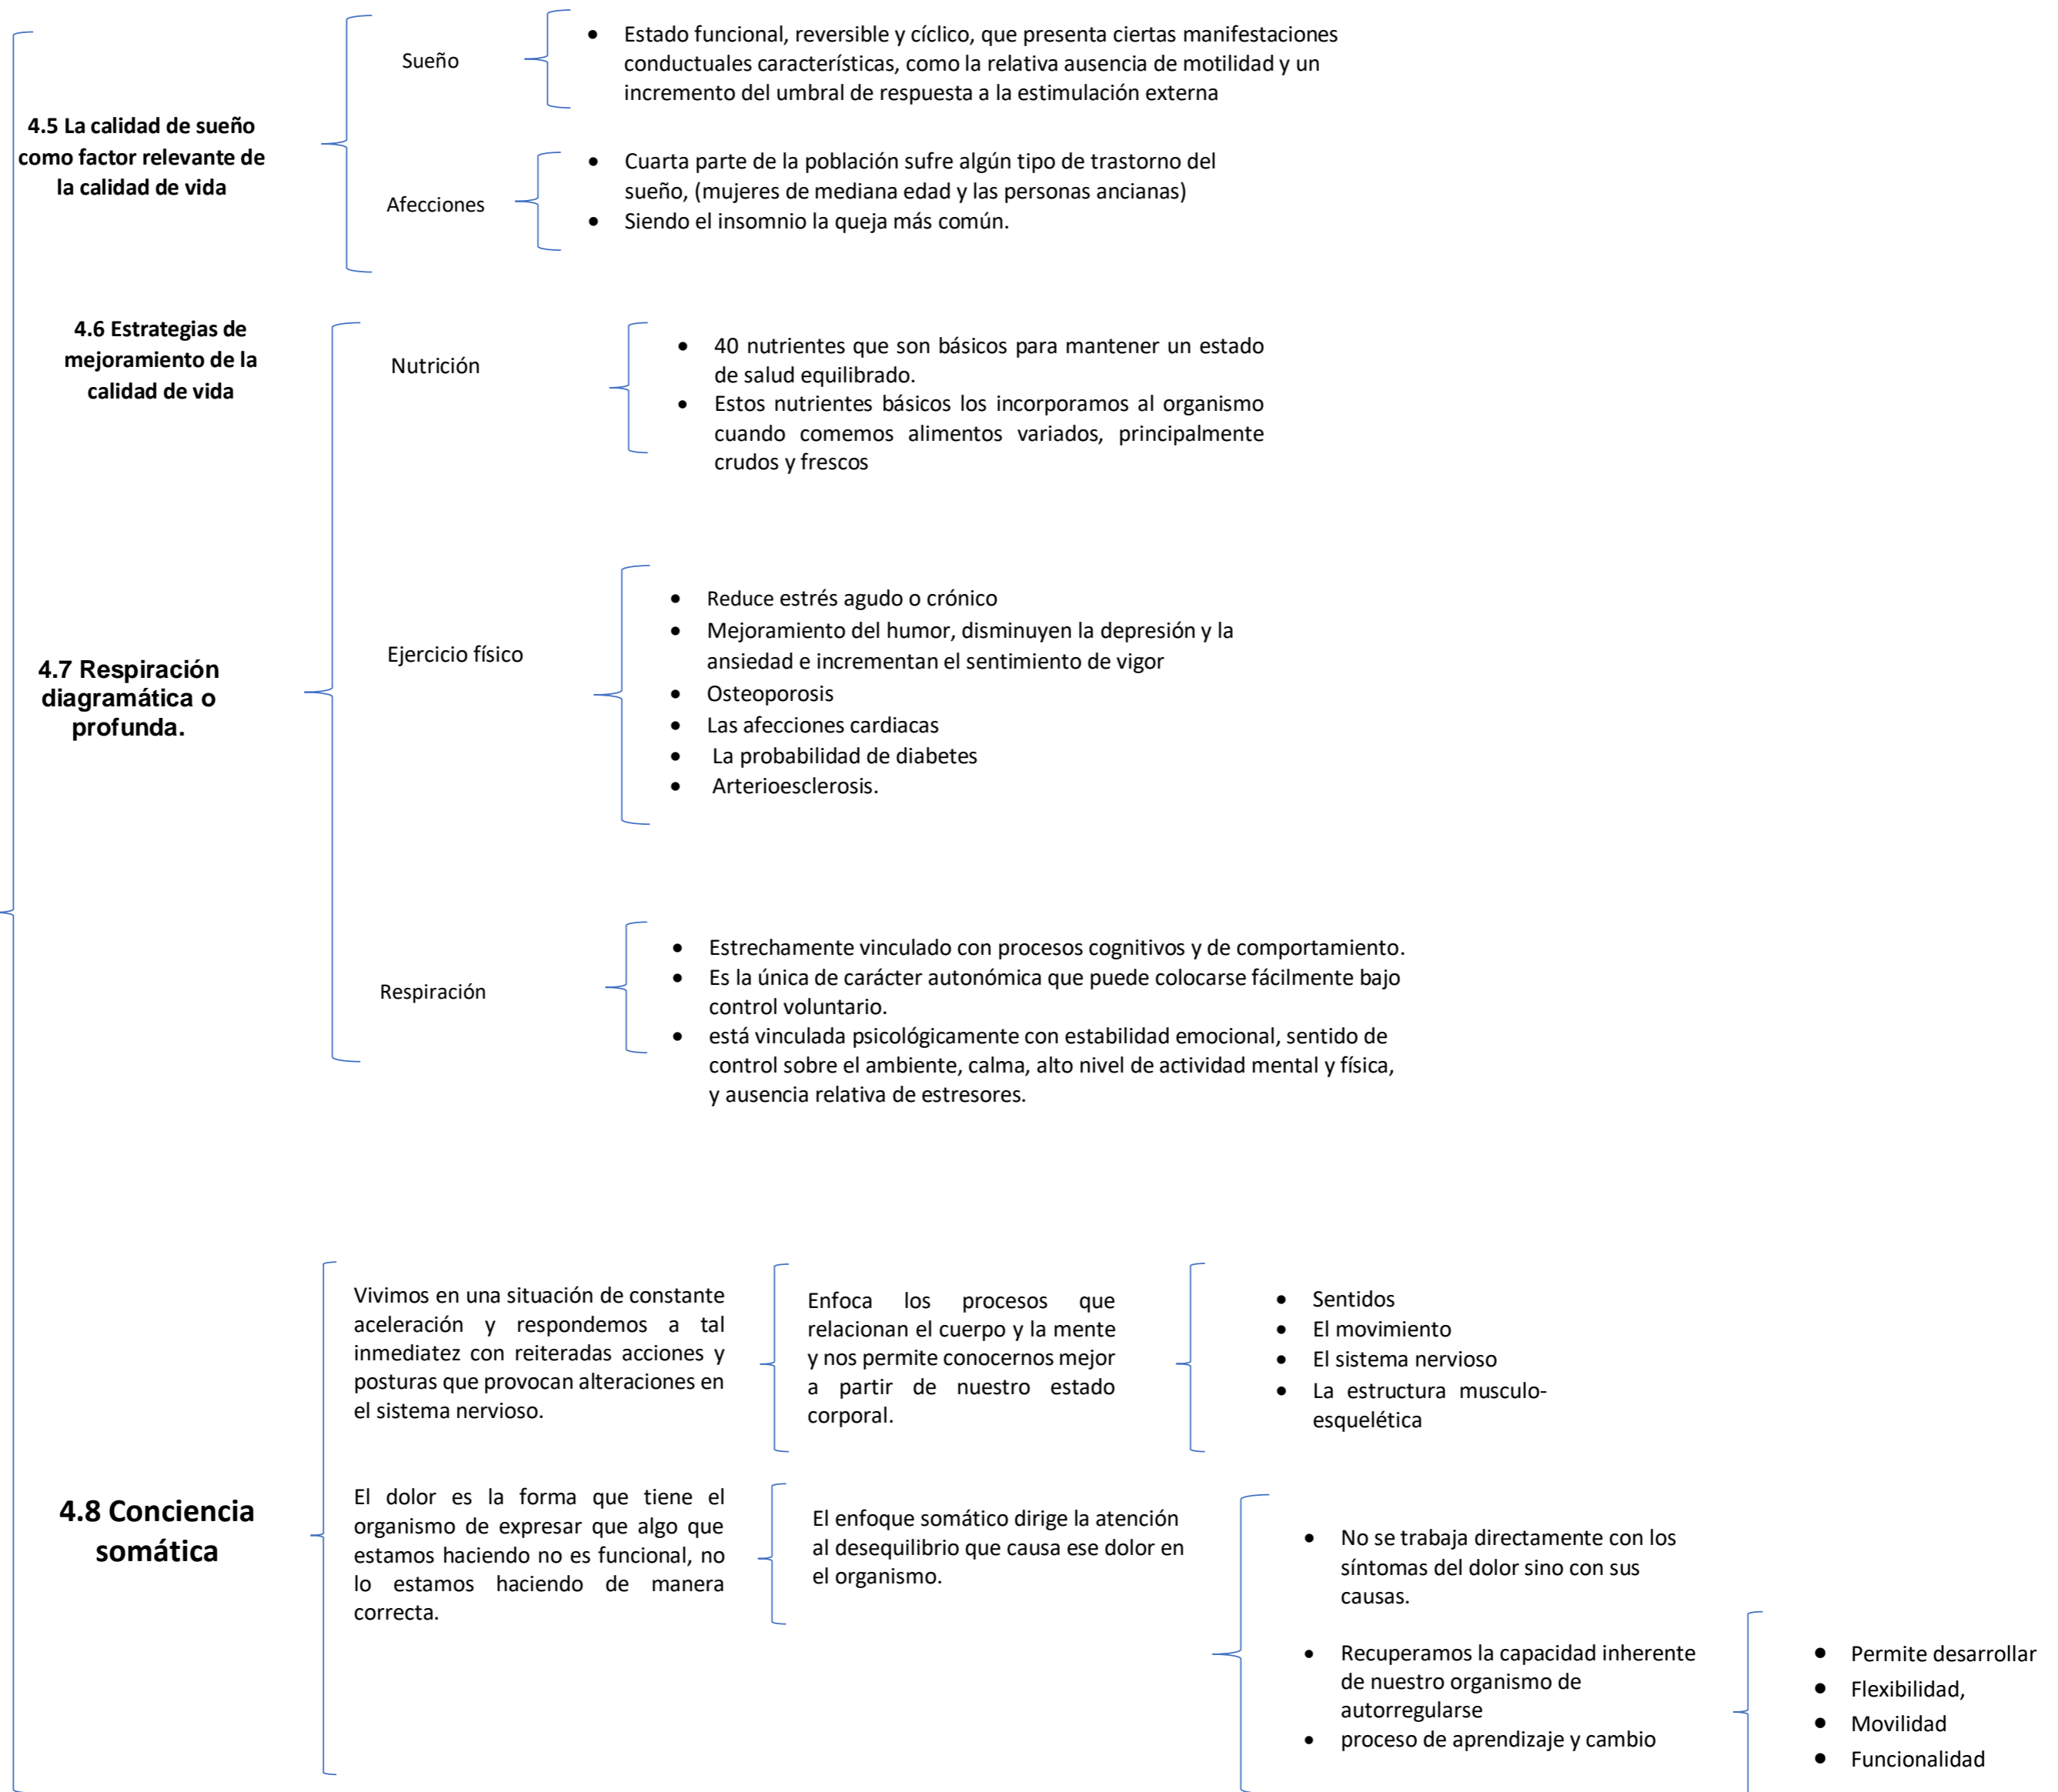 4.5 La calidad de sueño
como factor relevante de
la calidad de vida
Sueño
• Estado funcional, reversible y cíclico, que presenta ciertas manifestaciones
conductuales características, como la relativa ausencia de motilidad y un
incremento del umbral de respuesta a la estimulación externa
Afecciones
• Cuarta parte de la población sufre algún tipo de trastorno del
sueño, (mujeres de mediana edad y las personas ancianas)
• Siendo el insomnio la queja más común.
4.6 Estrategias de
mejoramiento de la
calidad de vida
Nutrición
• 40 nutrientes que son básicos para mantener un estado
de salud equilibrado.
• Estos nutrientes básicos los incorporamos al organismo
cuando comemos alimentos variados, principalmente
crudos y frescos
4.7 Respiración
diagramática o
profunda.
Ejercicio físico
• Reduce estrés agudo o crónico
• Mejoramiento del humor, disminuyen la depresión y la
ansiedad e incrementan el sentimiento de vigor
• Osteoporosis
• Las afecciones cardiacas
• La probabilidad de diabetes
• Arterioesclerosis.
Respiración
• Estrechamente vinculado con procesos cognitivos y de comportamiento.
• Es la única de carácter autonómica que puede colocarse fácilmente bajo
control voluntario.
• está vinculada psicológicamente con estabilidad emocional, sentido de
control sobre el ambiente, calma, alto nivel de actividad mental y física,
y ausencia relativa de estresores.
4.8 Conciencia
somática
Vivimos en una situación de constante
aceleración y respondemos a tal
inmediatez con reiteradas acciones y
posturas que provocan alteraciones en
el sistema nervioso.
Enfoca los procesos que
relacionan el cuerpo y la mente
y nos permite conocernos mejor
a partir de nuestro estado
corporal.
• Sentidos
• El movimiento
• El sistema nervioso
• La estructura musculo-
esquelética
El dolor es la forma que tiene el
organismo de expresar que algo que
estamos haciendo no es funcional, no
lo estamos haciendo de manera
correcta.
El enfoque somático dirige la atención
al desequilibrio que causa ese dolor en
el organismo.
• No se trabaja directamente con los
síntomas del dolor sino con sus
causas.
• Recuperamos la capacidad inherente
de nuestro organismo de
autorregularse
• proceso de aprendizaje y cambio
• Permite desarrollar
• Flexibilidad,
• Movilidad
• Funcionalidad